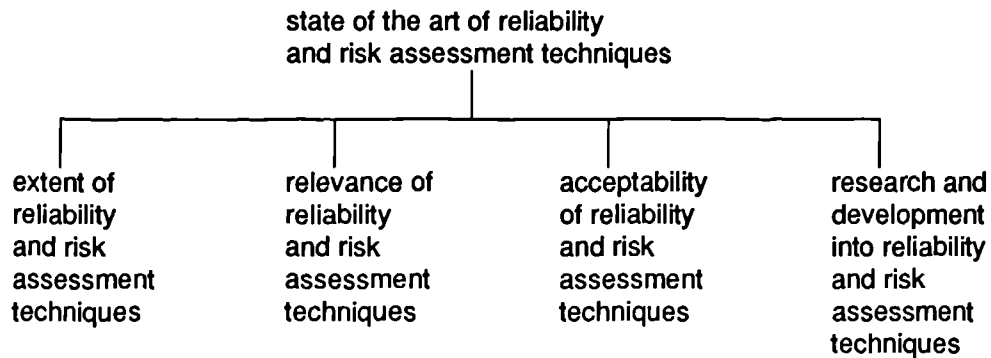 state of the art of reliability
and risk assessment techniques
extent of
reliability
and risk
assessment
techniques
relevance of
reliability
and risk
assessment
techniques
acceptability
of reliability
and risk
assessment
techniques
research and
development
into reliability
and risk
assessment
techniques